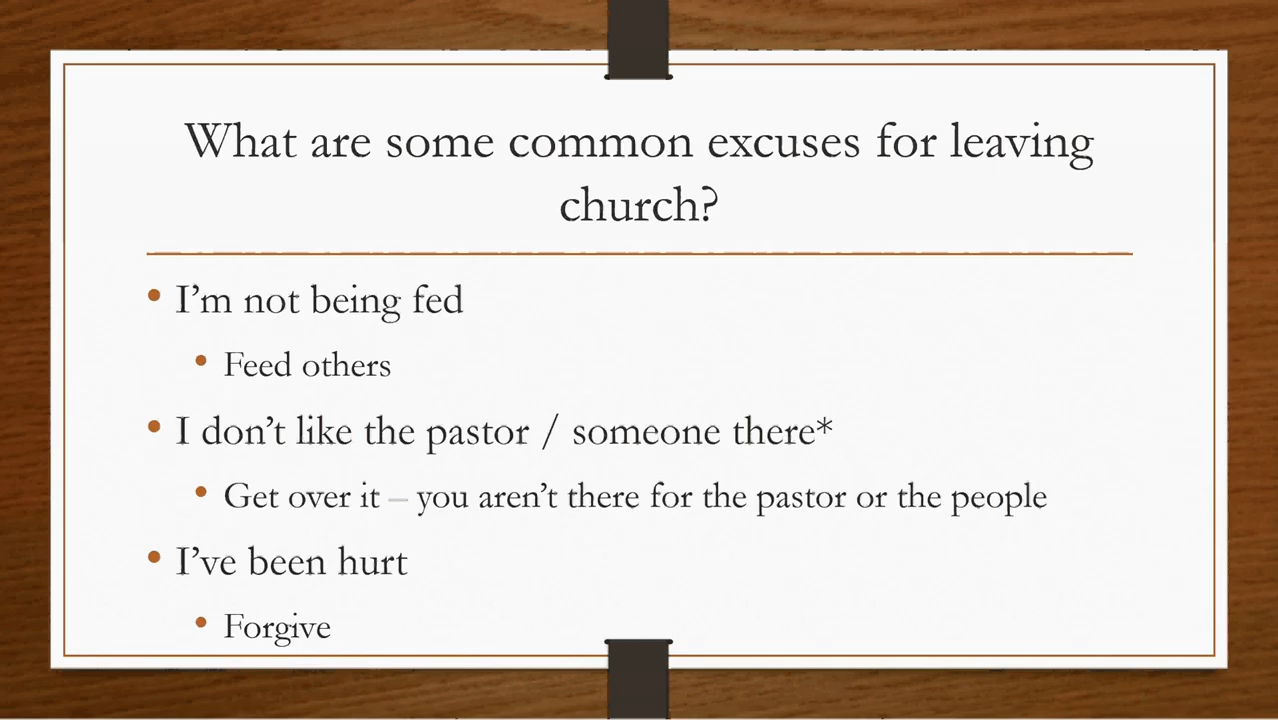 What are some common excuses for leaving
church?
• I’m not being fed
• Feed others
• I don’t like the pastor / someone there*
• Get over it – you aren’t there for the pastor or the people
• I’ve been hurt
• Forgive